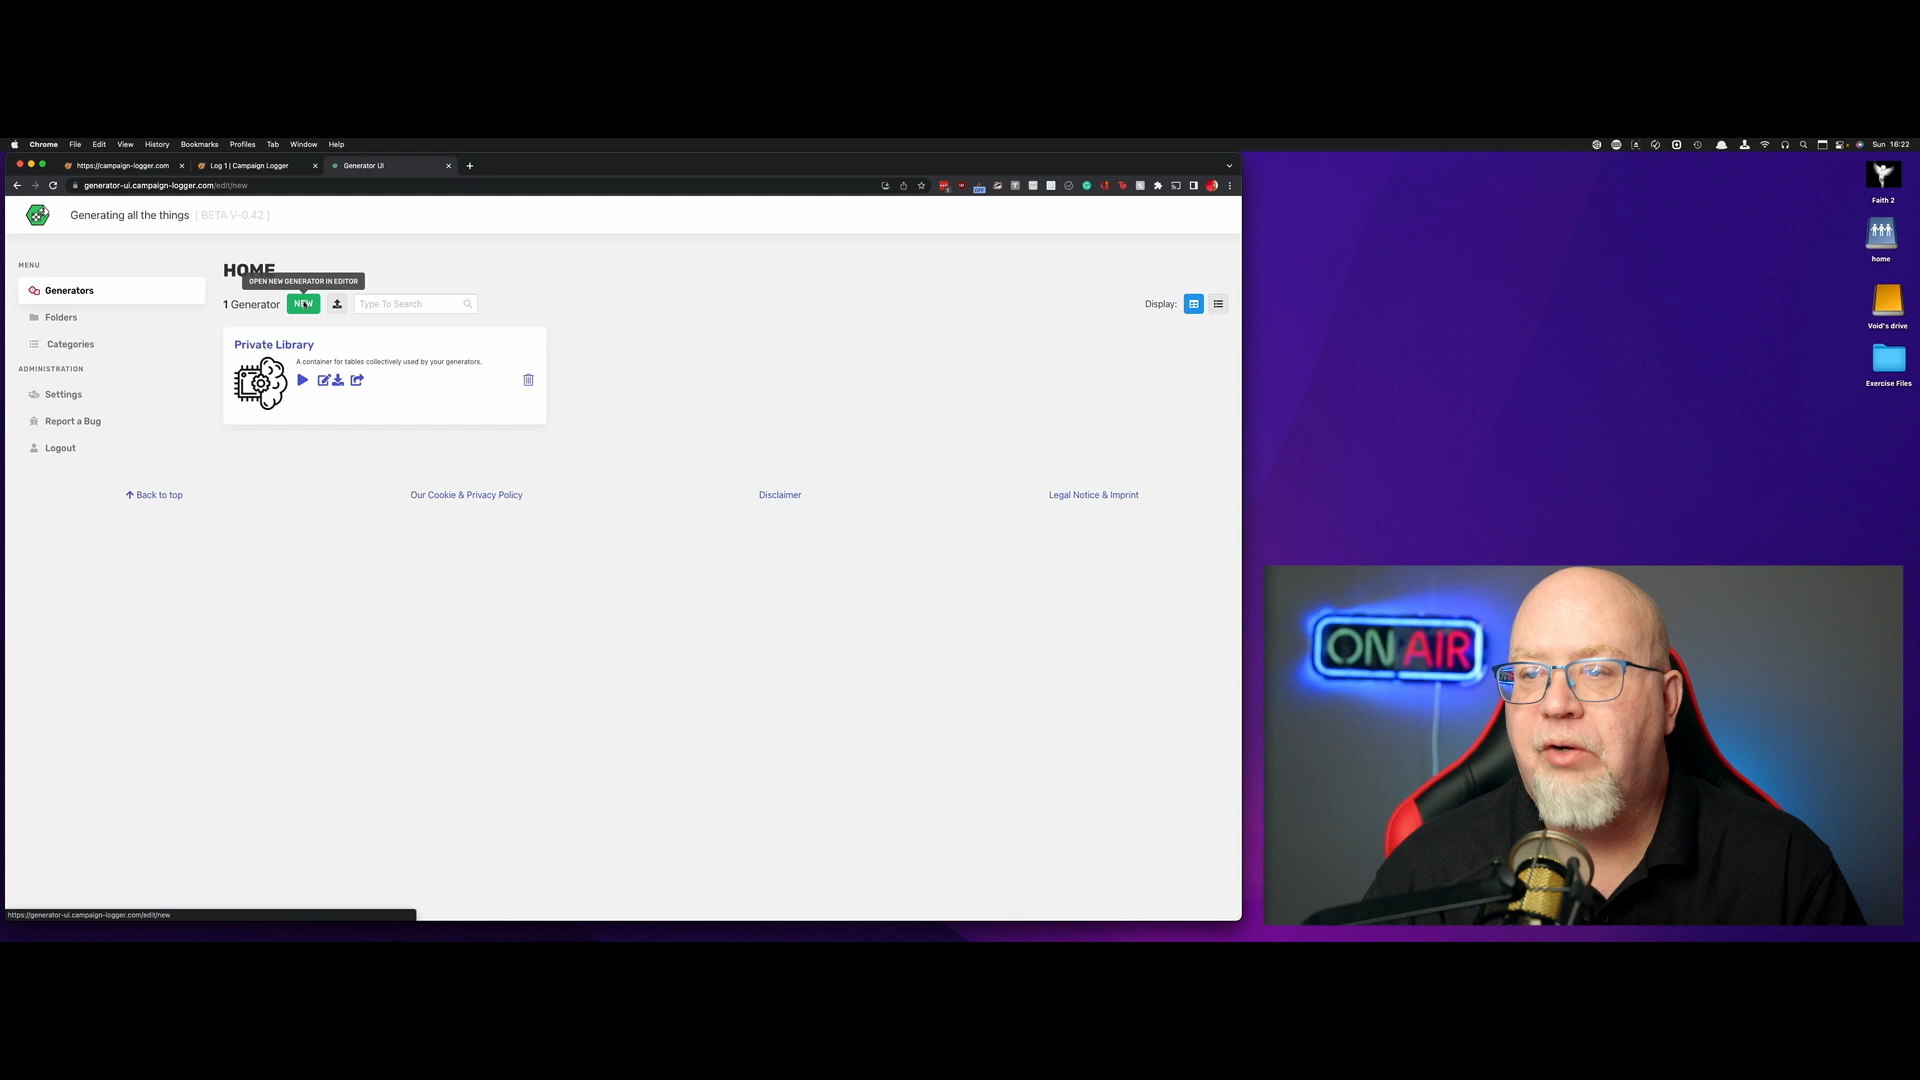 Chrome File Edit View History Bookmarks Profiles Tab Window Help
Sun 16:22
https://campaign-logger.com
Log 1 | Campaign Logger
Generator UI
generator-ui.campaign-logger.com/edit/new
OFF
Generating all the things [ BETA V-0.42 ]
MENU
Generators
Folders
Categories
ADMINISTRATION
Settings
Report a Bug
Logout
HOME
OPEN NEW GENERATOR IN EDITOR
1 Generator
NEW
Type To Search
Display:
Private Library
A container for tables collectively used by your generators.
Back to top
Our Cookie & Privacy Policy
Disclaimer
Legal Notice & Imprint
https://generator-ui.campaign-logger.com/edit/new
Faith 2
home
Void's drive
Exercise Files
ON AIR